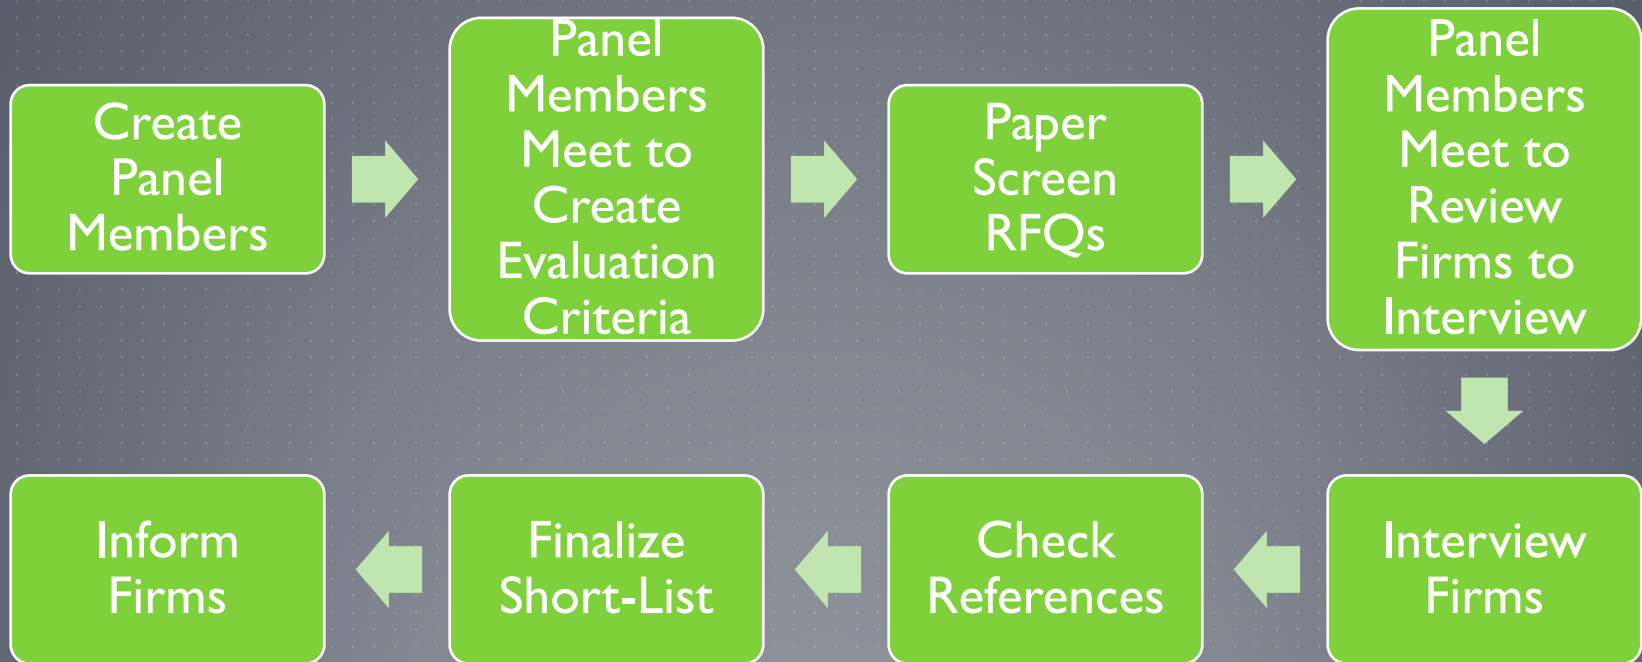 Create
Panel
Members
Panel
Members
Meet to
Create
Evaluation
Criteria
Paper
Screen
RFQs
Panel
Members
Meet to
Review
Firms to
Interview
Interview
Firms
Check
References
Finalize
Short-List
Inform
Firms